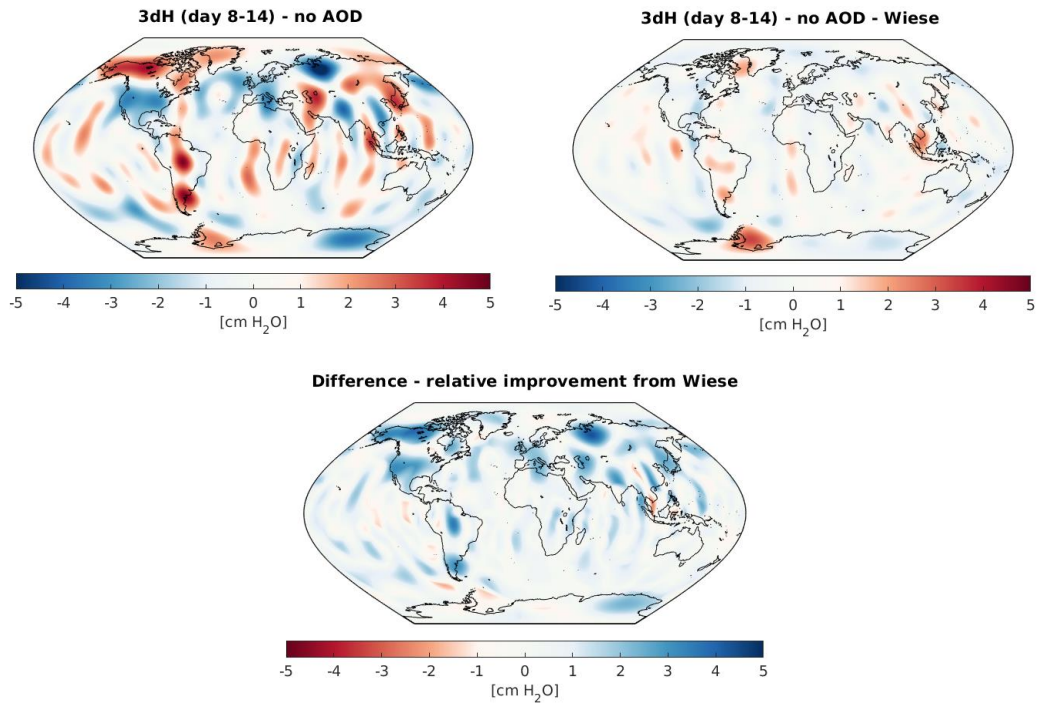 3dH (day 8-14) - no AOD
-5 -4 -3 -2 -1 0 1 2 3 4 5
[cm H2O]
3dH (day 8-14) - no AOD - Wiese
-5 -4 -3 -2 -1 0 1 2 3 4 5
[cm H2O]
Difference - relative improvement from Wiese
-5 -4 -3 -2 -1 0 1 2 3 4 5
[cm H2O]